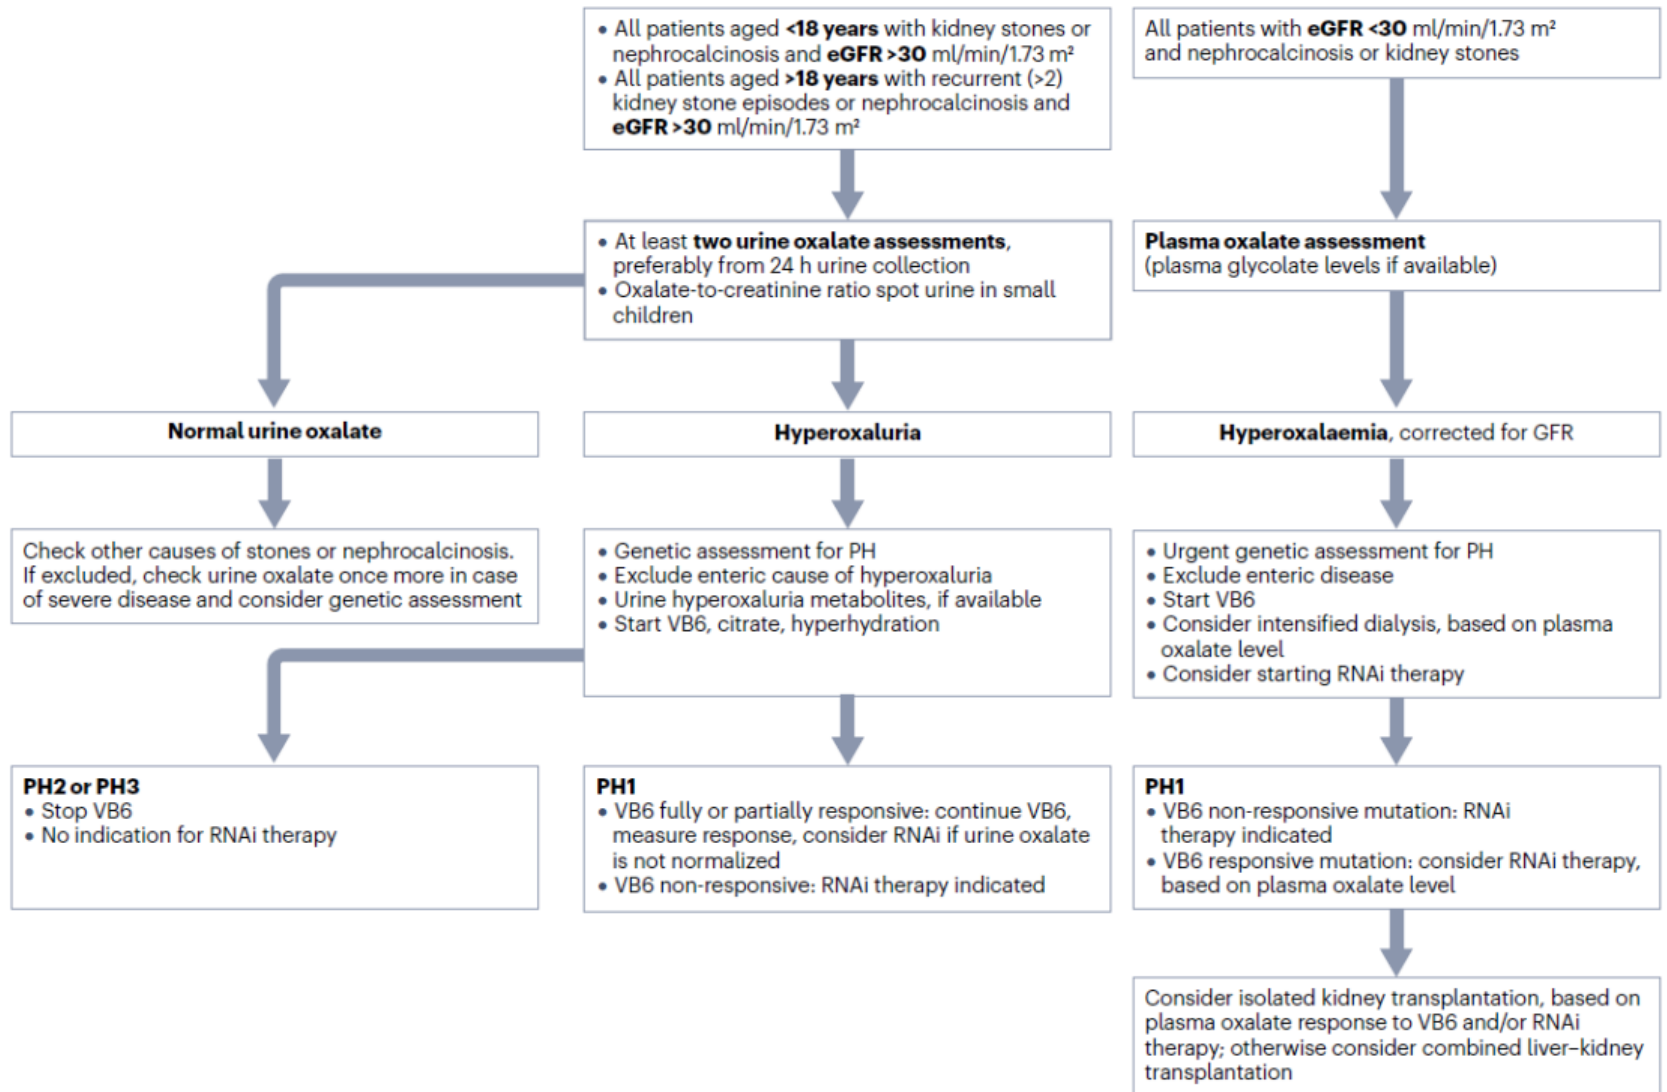 • All patients aged <18 years with kidney stones or
nephrocalcinosis and eGFR >30 ml/min/1.73 m²
• All patients aged >18 years with recurrent (>2)
kidney stone episodes or nephrocalcinosis and
eGFR >30 ml/min/1.73 m²
All patients with eGFR <30 ml/min/1.73 m²
and nephrocalcinosis or kidney stones
• At least two urine oxalate assessments,
preferably from 24 h urine collection
• Oxalate-to-creatinine ratio spot urine in small
children
Plasma oxalate assessment
(plasma glycolate levels if available)
Normal urine oxalate
Hyperoxaluria
Hyperoxalaemia, corrected for GFR
Check other causes of stones or nephrocalcinosis.
If excluded, check urine oxalate once more in case
of severe disease and consider genetic assessment
• Genetic assessment for PH
• Exclude enteric cause of hyperoxaluria
• Urine hyperoxaluria metabolites, if available
• Start VB6, citrate, hyperhydration
• Urgent genetic assessment for PH
• Exclude enteric disease
• Start VB6
• Consider intensified dialysis, based on plasma
oxalate level
• Consider starting RNAi therapy
PH2 or PH3
• Stop VB6
• No indication for RNAi therapy
PH1
• VB6 fully or partially responsive: continue VB6,
measure response, consider RNAi if urine oxalate
is not normalized
• VB6 non-responsive: RNAi therapy indicated
PH1
• VB6 non-responsive mutation: RNAi
therapy indicated
• VB6 responsive mutation: consider RNAi therapy,
based on plasma oxalate level
Consider isolated kidney transplantation, based on
plasma oxalate response to VB6 and/or RNAi
therapy; otherwise consider combined liver–kidney
transplantation